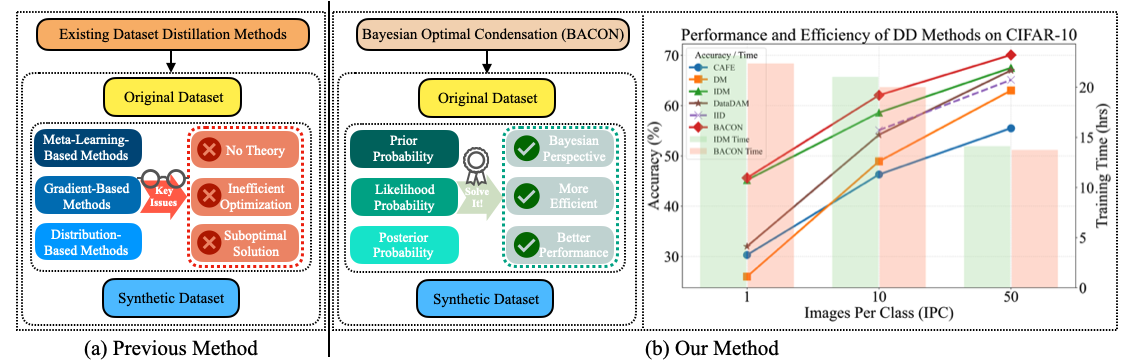 Existing Dataset Distillation Methods
Original Dataset
Meta-Learning-
Based Methods
Gradient-Based
Methods
Distribution-
Based Methods
Key
Issues
No Theory
Inefficient
Optimization
Suboptimal
Solution
Synthetic Dataset
(a) Previous Method
Bayesian Optimal Condensation (BACON)
Original Dataset
Prior
Probability
Likelihood
Probability
Posterior
Probability
Solve
It!
Bayesian
Perspective
More
Efficient
Better
Performance
Synthetic Dataset
Performance and Efficiency of DD Methods on CIFAR-10
Accuracy / Time
CAFE
DM
IDM
DataDAM
IID
BACON
IDM Time
BACON Time
Accuracy (%)
70
60
50
40
30
Training Time (hrs)
20
15
10
5
0
1
10
50
Images Per Class (IPC)
(b) Our Method